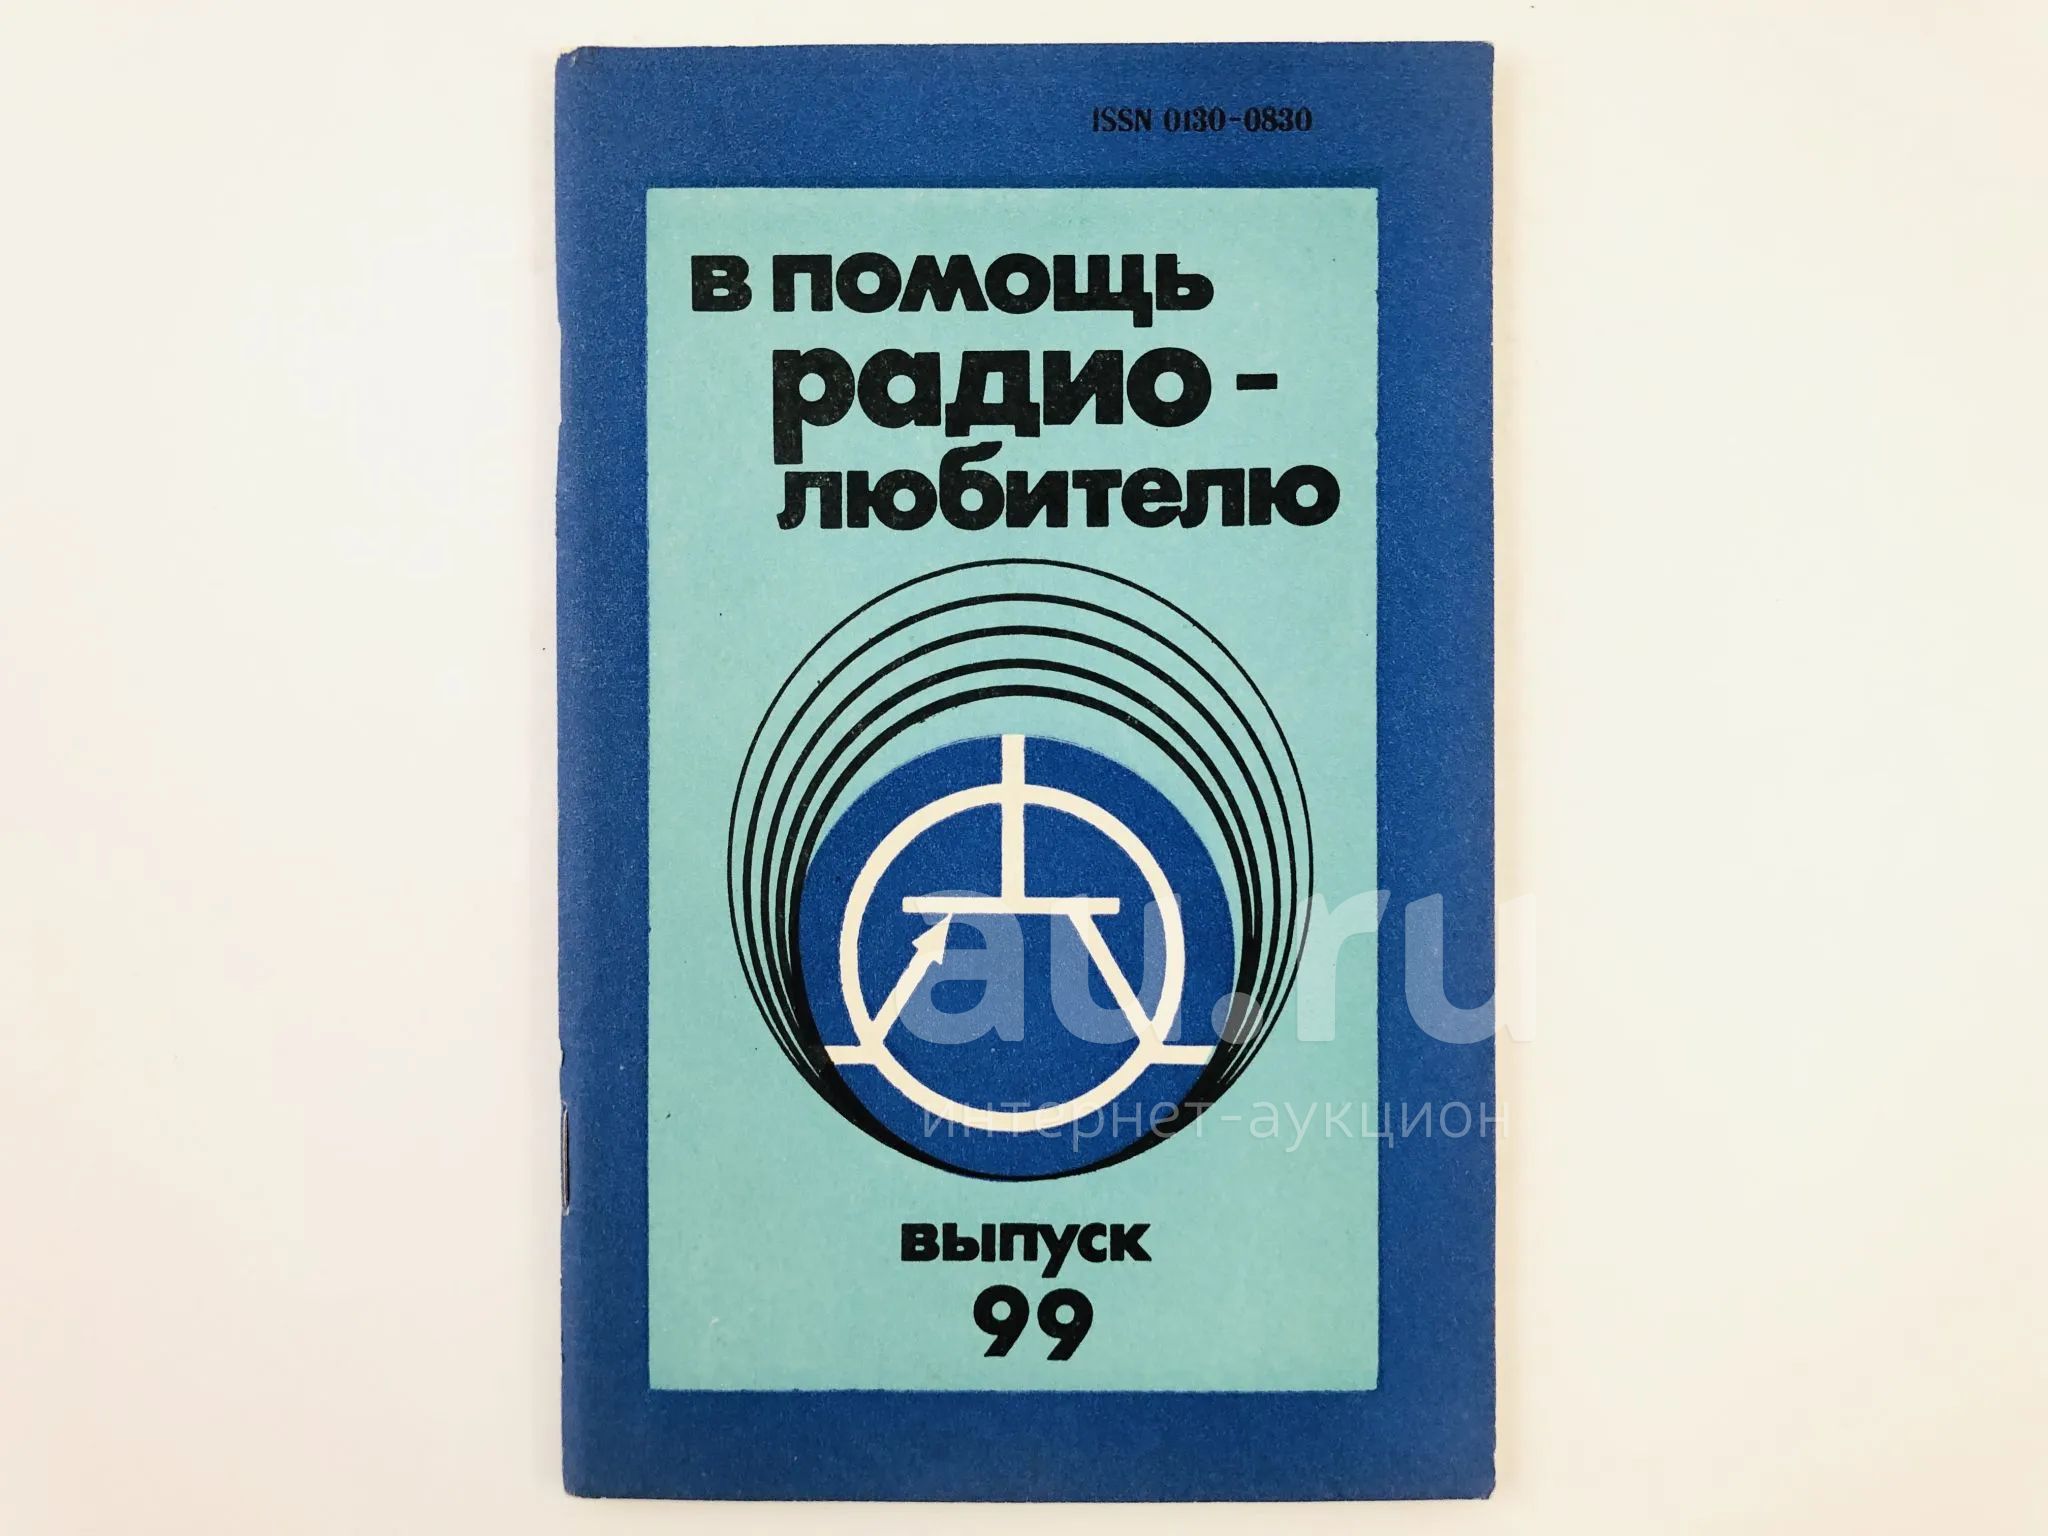 ISSN 0130-0830
в помощь
радио-
любителю
au.ru
интернет-аукцион
выпуск
99